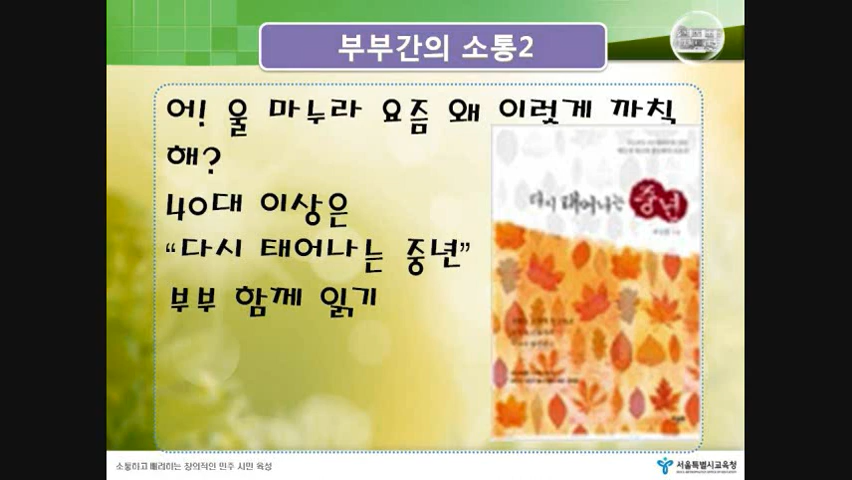 부부간의 소통2
어! 울 마누라 요즘 왜 이렇게 까칠
해?
40대 이상은
“다시 태어나는 중년”
부부 함께 읽기
다시 태어나는 중년
소통하고 배려하는 창의적인 민주 시민 육성
서울특별시교육청